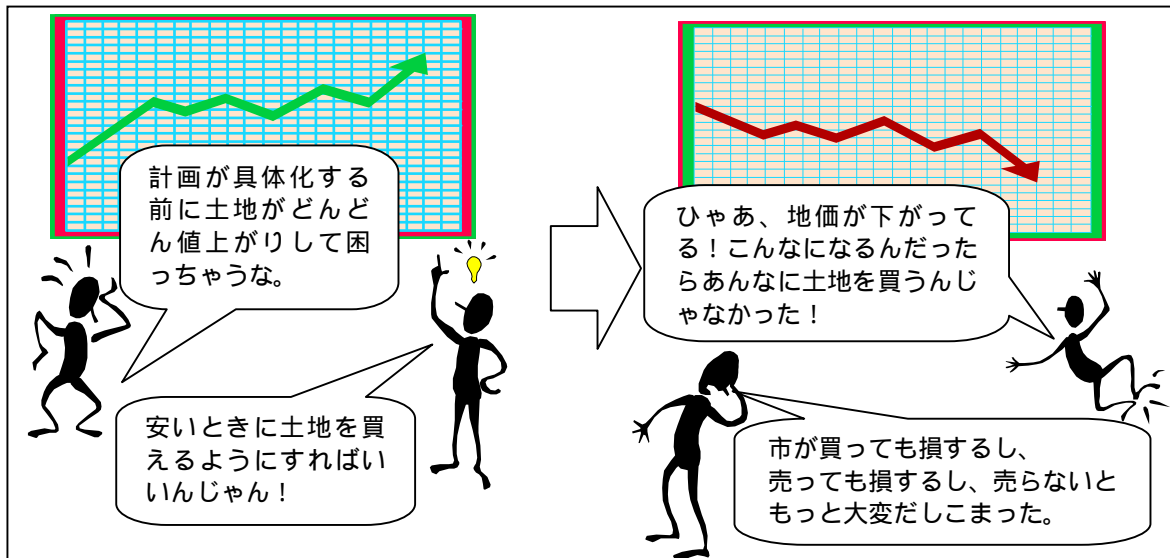 計画が具体化する
前に土地がどんど
ん値上がりして困
っちゃうな。
安いときに土地を買
えるようにすればい
いんじゃん！
ひゃあ、地価が下がって
る！こんなになるんだった
らあんなに土地を買うんじ
ゃなかった！
市が買っても損するし、
売っても損するし、売らないと
もっと大変だしこまった。